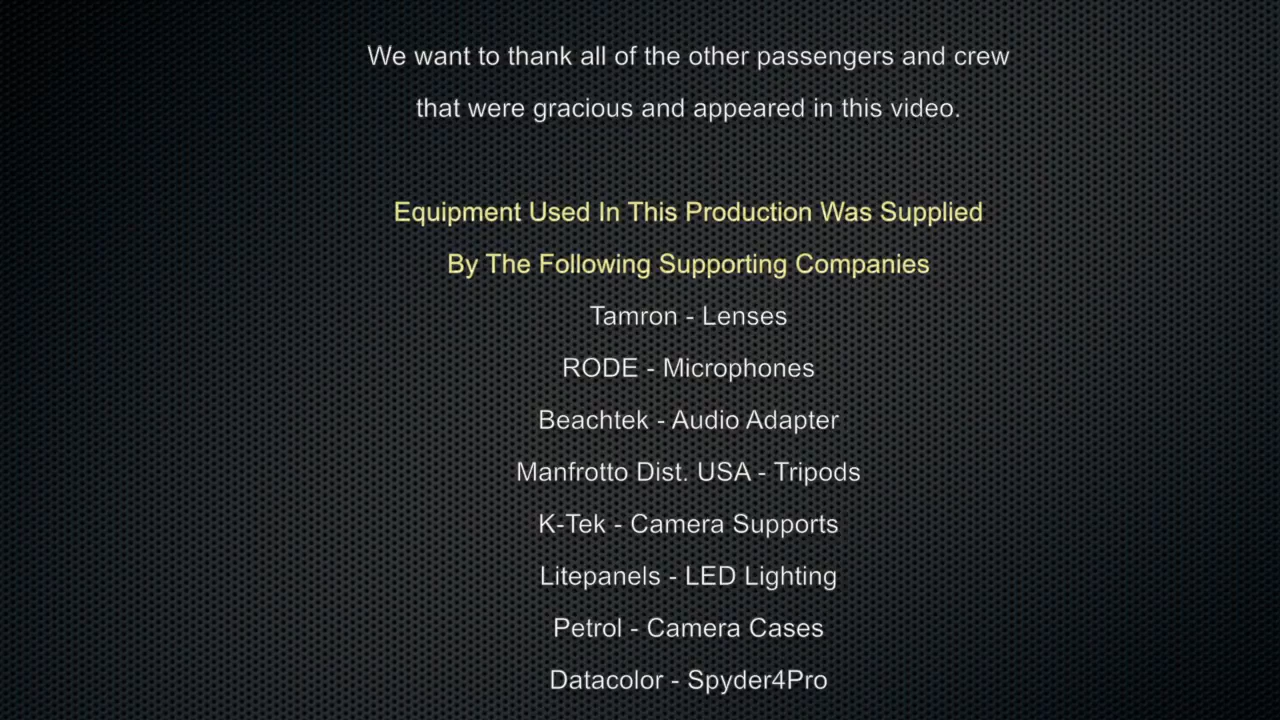 We want to thank all of the other passengers and crew
that were gracious and appeared in this video.
Equipment Used In This Production Was Supplied
By The Following Supporting Companies
Tamron - Lenses
RODE - Microphones
Beachtek - Audio Adapter
Manfrotto Dist. USA - Tripods
K-Tek - Camera Supports
Litepanels - LED Lighting
Petrol - Camera Cases
Datacolor - Spyder4Pro